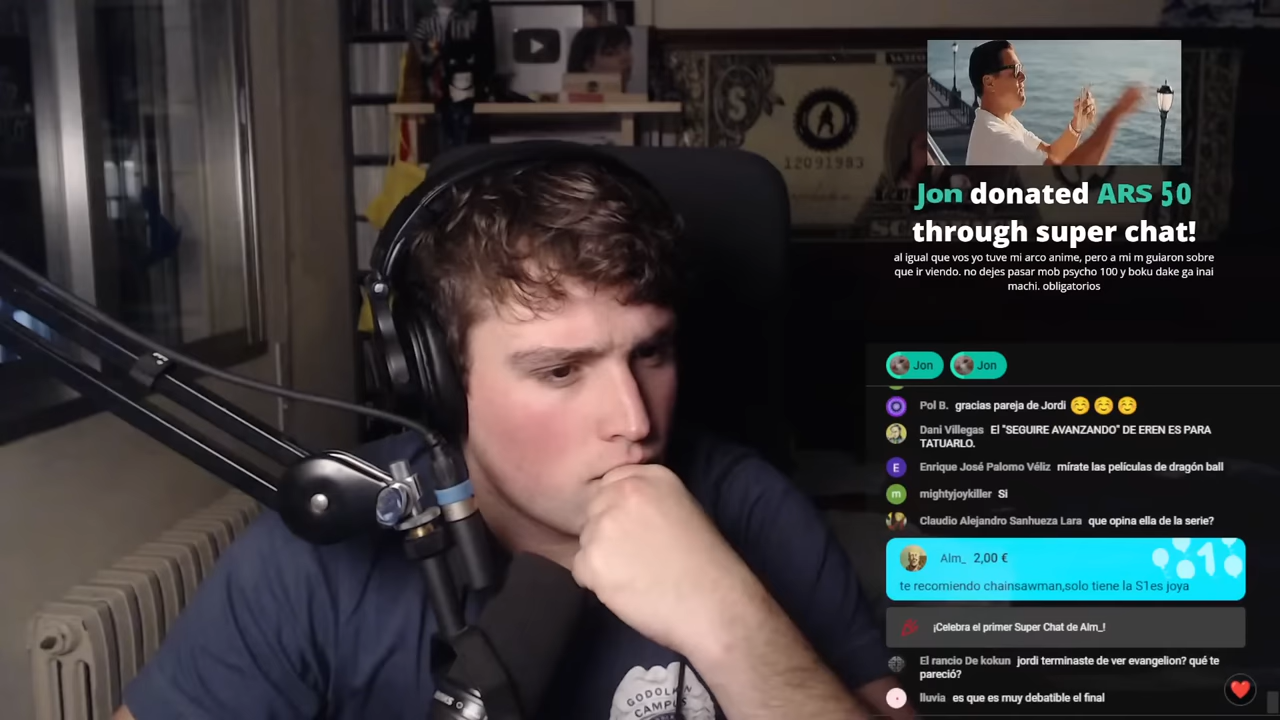 12091983
Jon donated ARS 50
through super chat!
al igual que vos yo tuve mi arco anime, pero a mi m guiaron sobre
que ir viendo. no dejes pasar mob psycho 100 y boku dake ga inai
machi. obligatorios
Jon Jon
Pol B. gracias pareja de Jordi ☺️☺️☺️
Dani Villegas El "SEGUIRE AVANZANDO" DE EREN ES PARA
TATUARLO.
E Enrique José Palomo Véliz mírate las películas de dragón ball
m mightyjoykiller Si
Claudio Alejandro Sanhueza Lara que opina ella de la serie?
Alm_ 2,00 €
1
te recomiendo chainsawman,solo tiene la S1es joya
¡Celebra el primer Super Chat de Alm_!
El rancio De kokun jordi terminaste de ver evangelion? qué te
pareció?
lluvia es que es muy debatible el final
GODOLKIN
CAMPUS